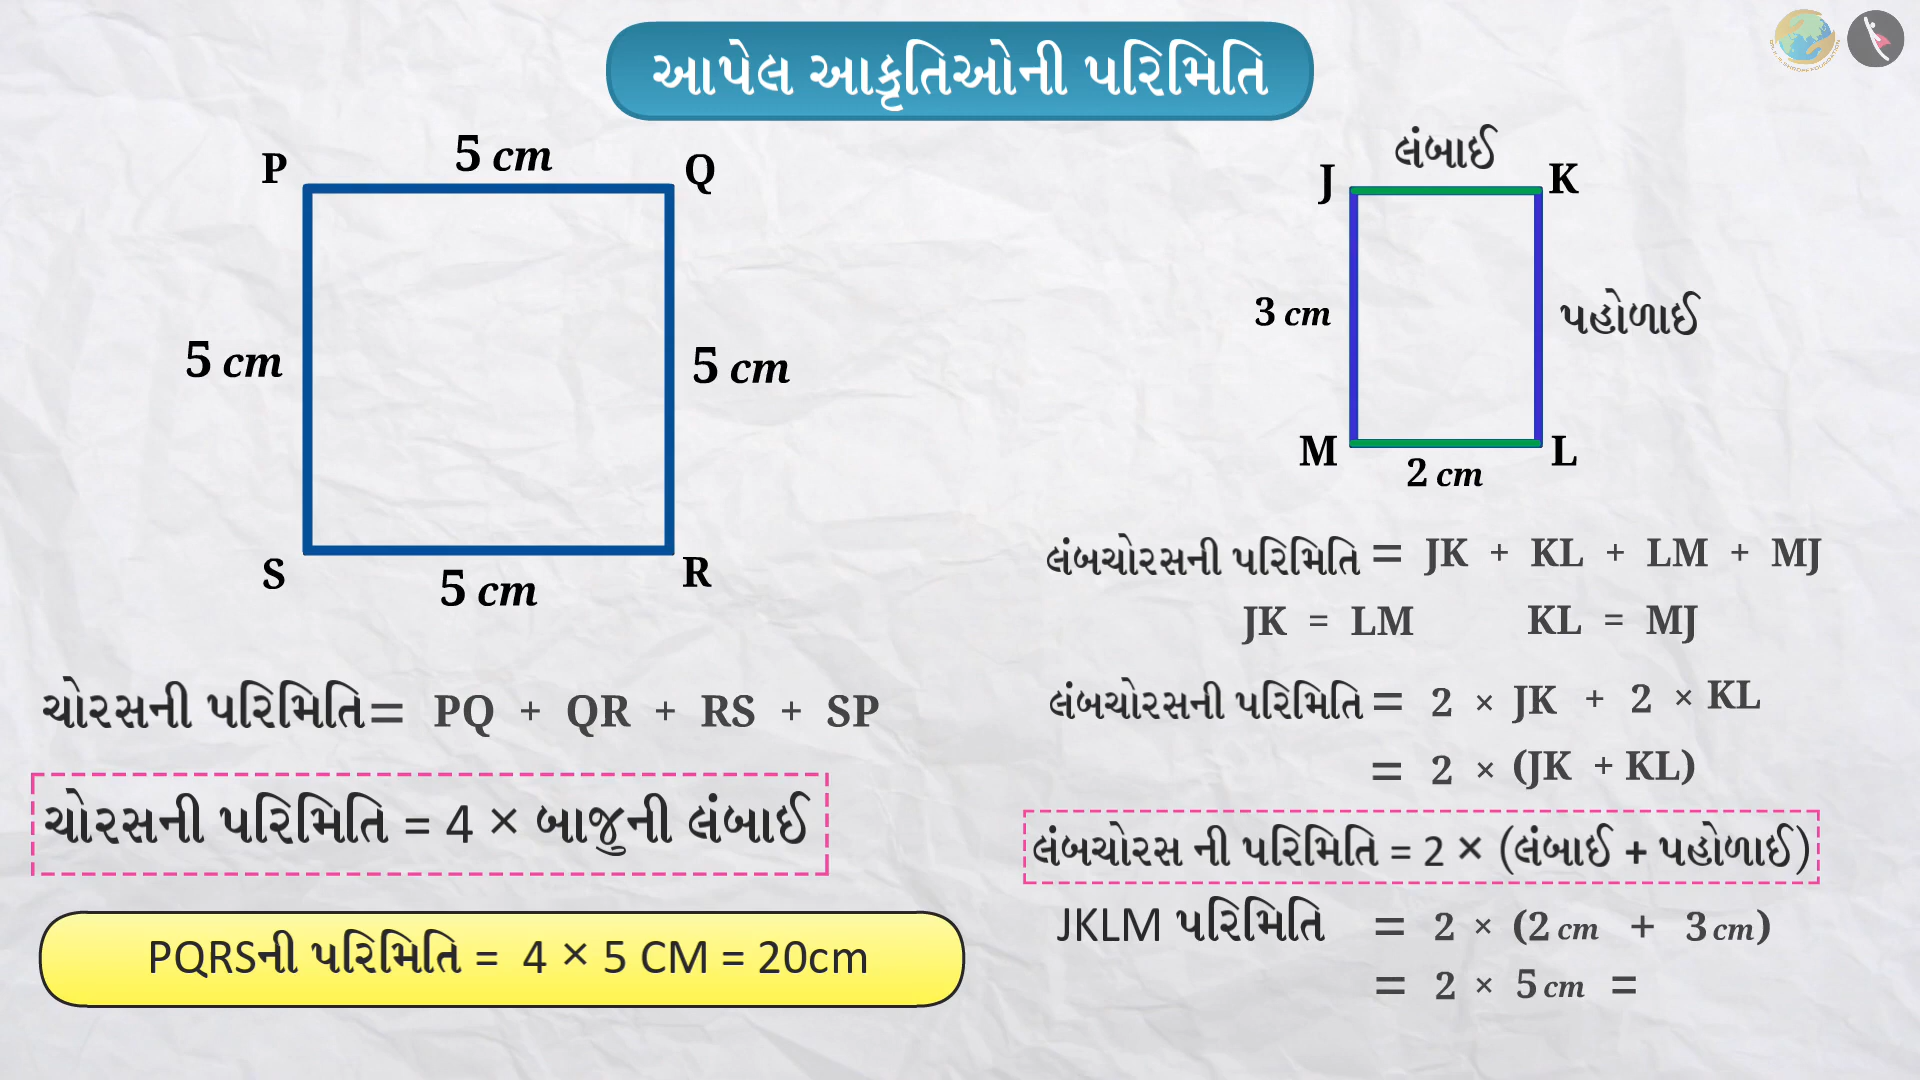 આપેલ આકૃતિઓની પરિમિતિ
P 5 cm Q
5 cm 5 cm
S 5 cm R
ચોરસની પરિમિતિ = PQ + QR + RS + SP
ચોરસની પરિમિતિ = 4 × બાજુની લંબાઈ
PQRSની પરિમિતિ = 4 × 5 CM = 20cm
લંબાઈ
J K
3 cm પહોળાઈ
M L
2 cm
લંબચોરસની પરિમિતિ = JK + KL + LM + MJ
JK = LM KL = MJ
લંબચોરસની પરિમિતિ = 2 × JK + 2 × KL
= 2 × (JK + KL)
લંબચોરસ ની પરિમિતિ = 2 × (લંબાઈ + પહોળાઈ)
JKLM પરિમિતિ = 2 × (2 cm + 3 cm)
= 2 × 5 cm =